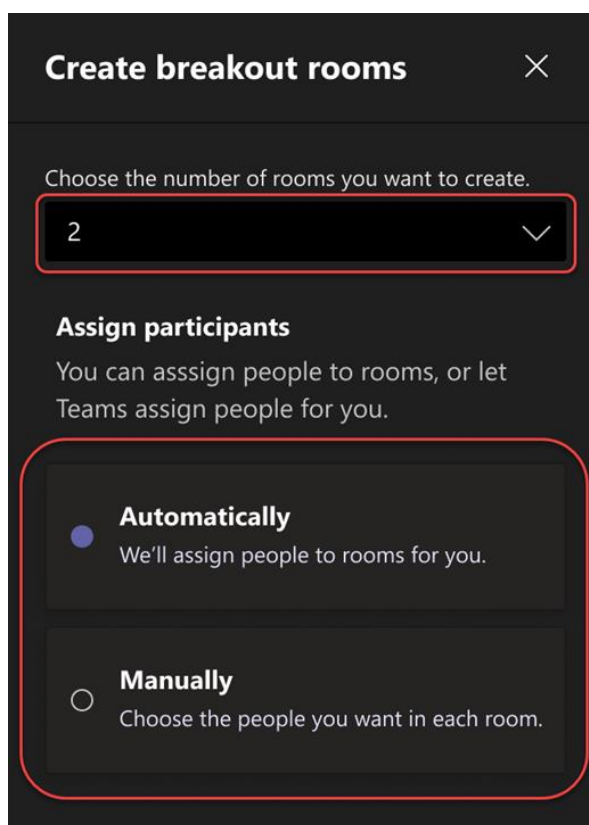 Create breakout rooms
Choose the number of rooms you want to create.
2
Assign participants
You can asssign people to rooms, or let
Teams assign people for you.
Automatically
We'll assign people to rooms for you.
Manually
Choose the people you want in each room.